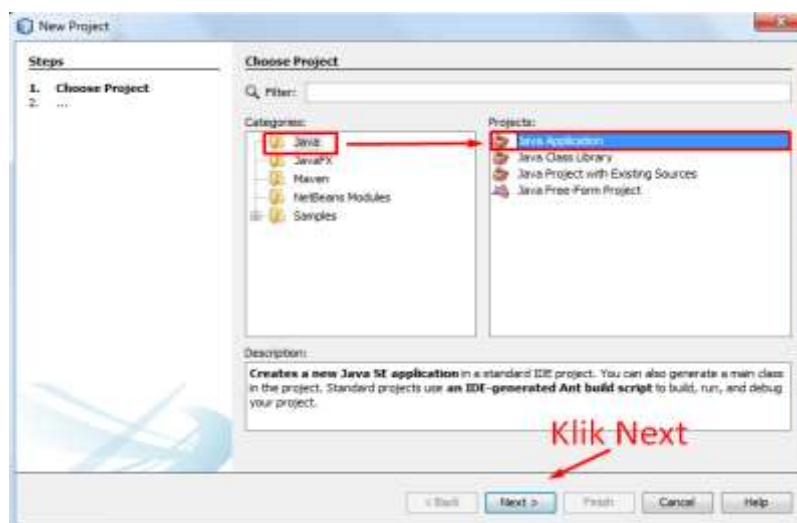 New Project
Steps
1. Choose Project
2. ...
Choose Project
Filter:
Categories:
Java
JavaFX
Maven
NetBeans Modules
Samples
Projects:
Java Application
Java Class Library
Java Project with Existing Sources
Java Free-Form Project
Description:
Creates a new Java SE application in a standard IDE project. You can also generate a main class
in the project. Standard projects use an IDE-generated Ant build script to build, run, and debug
your project.
Klik Next
< Back Next > Finish Cancel Help